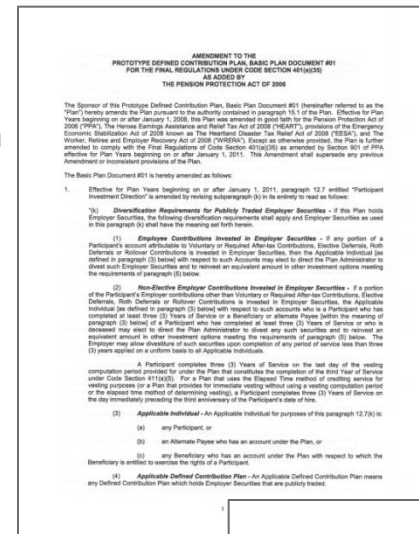 AMENDMENT TO THE
PROTOTYPE DEFINED CONTRIBUTION PLAN, BASIC PLAN DOCUMENT #01
FOR THE FINAL REGULATIONS UNDER CODE SECTION 401(a)(35)
AS ADDED BY
THE PENSION PROTECTION ACT OF 2006
The Sponsor of this Prototype Defined Contribution Plan, Basic Plan Document #01 (hereinafter referred to as the
"Plan") hereby amends the Plan pursuant to the authority contained in paragraph 15.1 of the Plan. Effective for Plan
Years beginning on or after January 1, 2008, this Plan was amended in good faith for the Pension Protection Act of
2006 ("PPA"), The Heroes Earnings Assistance and Relief Tax Act of 2008 ("HEART"), provisions of the Emergency
Economic Stabilization Act of 2008 known as The Heartland Disaster Tax Relief Act of 2008 ("EESA"), and The
Worker, Retiree and Employer Recovery Act of 2008 ("WRERA"). Except as otherwise provided, the Plan is further
amended to comply with the Final Regulations of Code Section 401(a)(35) as amended by Section 901 of PPA
effective for Plan Years beginning on or after January 1, 2011. This Amendment shall supersede any previous
Amendment or inconsistent provisions of the Plan.
The Basic Plan Document #01 is hereby amended as follows:
1. Effective for Plan Years beginning on or after January 1, 2011, paragraph 12.7 entitled "Participant
Investment Direction" is amended by revising subparagraph (k) in its entirety to read as follows:
"(k) Diversification Requirements for Publicly Traded Employer Securities - If this Plan holds
Employer Securities, the following diversification requirements shall apply and Employer Securities as used
in this paragraph (k) shall have the meaning set forth herein.
(1) Employee Contributions Invested in Employer Securities - If any portion of a
Participant's account attributable to Voluntary or Required After-tax Contributions, Elective Deferrals, Roth
Deferrals or Rollover Contributions is invested in Employer Securities, then the Applicable Individual [as
defined in paragraph (3) below] with respect to such Accounts may elect to direct the Plan Administrator to
divest such Employer Securities and to reinvest an equivalent amount in other investment options meeting
the requirements of paragraph (5) below.
(2) Non-Elective Employer Contributions Invested in Employer Securities - If a portion
of the Participant's Employer contributions other than Voluntary or Required After-tax Contributions, Elective
Deferrals, Roth Deferrals or Rollover Contributions is invested in Employer Securities, the Applicable
Individual [as defined in paragraph (3) below] with respect to such accounts who is a Participant who has
completed at least three (3) Years of Service or a Beneficiary or alternate Payee (within the meaning of
paragraph (3) below) of a Participant who has completed at least three (3) Years of Service or who is
deceased may elect to direct the Plan Administrator to divest any such securities and to reinvest an
equivalent amount in other investment options meeting the requirements of paragraph (5) below. The
Employer may allow divestiture of such securities upon completion of any period of service less than three
(3) years applied on a uniform basis to all Applicable Individuals.
A Participant completes three (3) Years of Service on the last day of the vesting
computation period provided for under the Plan that constitutes the completion of the third Year of Service
under Code Section 411(a)(5). For a Plan that uses the Elapsed Time method of crediting service for
vesting purposes (or a Plan that provides for immediate vesting without using a vesting computation period
or the elapsed time method of determining vesting), a Participant completes three (3) Years of Service on
the day immediately preceding the third anniversary of the Participant's date of hire.
(3) Applicable Individual - An Applicable Individual for purposes of this paragraph 12.7(k) is:
(a) any Participant, or
(b) an Alternate Payee who has an account under the Plan, or
(c) any Beneficiary who has an account under the Plan with respect to which the
Beneficiary is entitled to exercise the rights of a Participant.
(4) Applicable Defined Contribution Plan - An Applicable Defined Contribution Plan means
any Defined Contribution Plan which holds Employer Securities that are publicly traded.
1